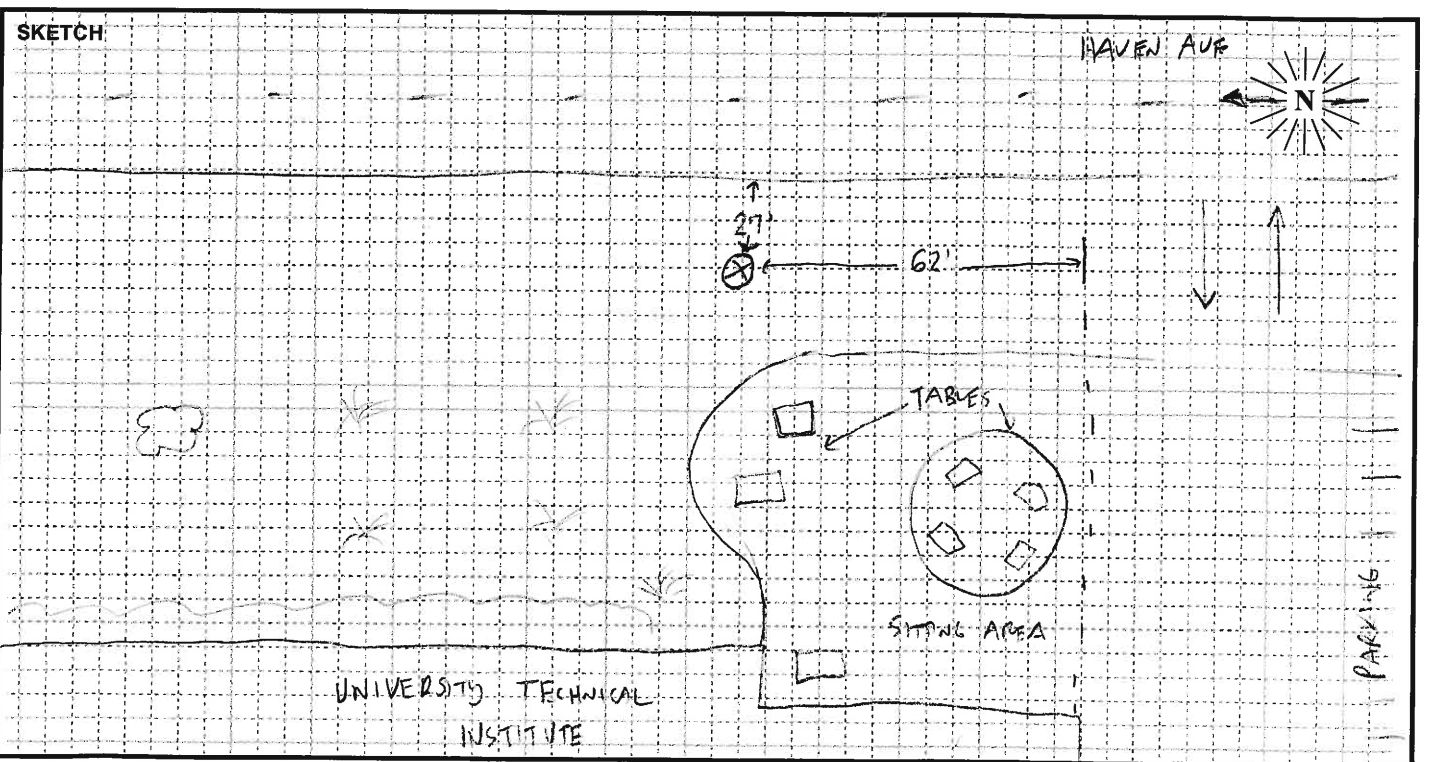 SKETCH
HAVEN AVE
N
27'
62'
TABLES
SITTING AREA
PARKING
UNIVERSITY TECHNICAL
INSTITUTE